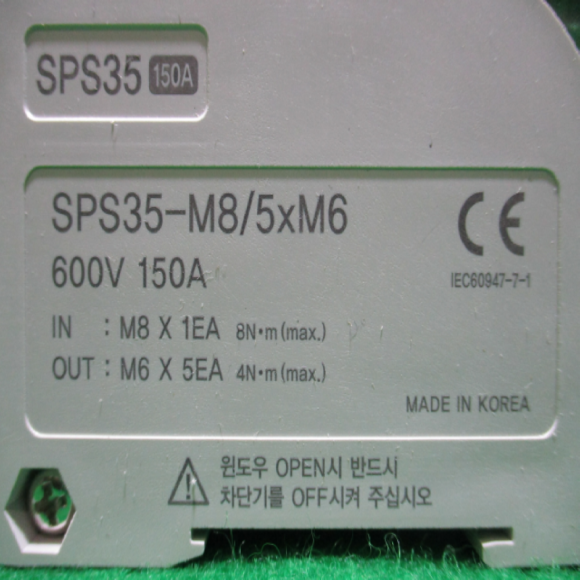 SPS35 150A
SPS35-M8/5xM6
CE
600V 150A
IEC60947-7-1
IN : M8 X 1EA 8N·m(max.)
OUT : M6 X 5EA 4N·m(max.)
MADE IN KOREA
윈도우 OPEN시 반드시
차단기를 OFF시켜 주십시오